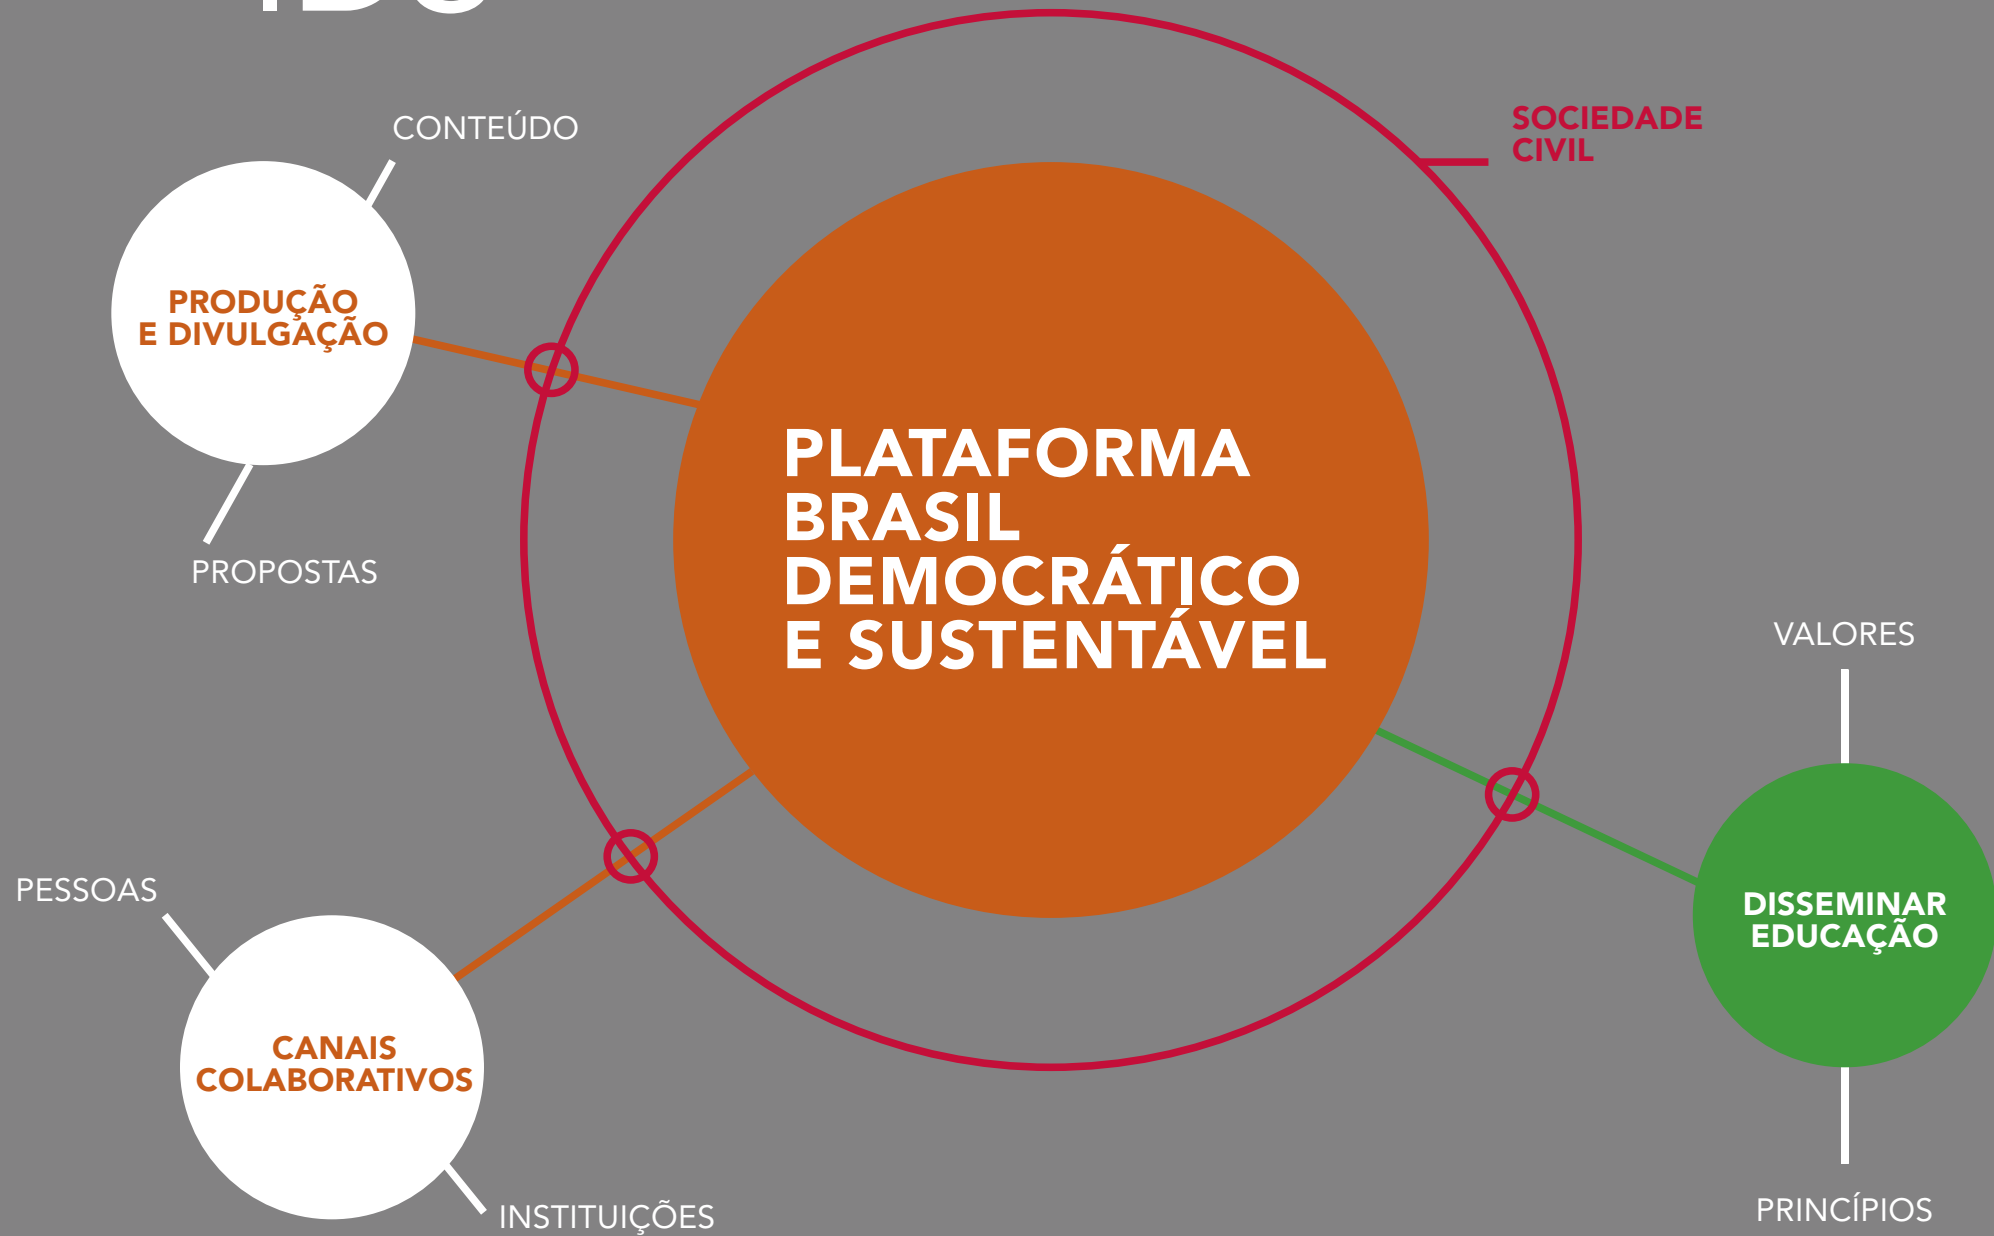 CONTEÚDO
SOCIEDADE
CIVIL
PRODUÇÃO
E DIVULGAÇÃO
PROPOSTAS
PLATAFORMA
BRASIL
DEMOCRÁTICO
E SUSTENTÁVEL
VALORES
DISSEMINAR
EDUCAÇÃO
PRINCÍPIOS
PESSOAS
CANAIS
COLABORATIVOS
INSTITUIÇÕES